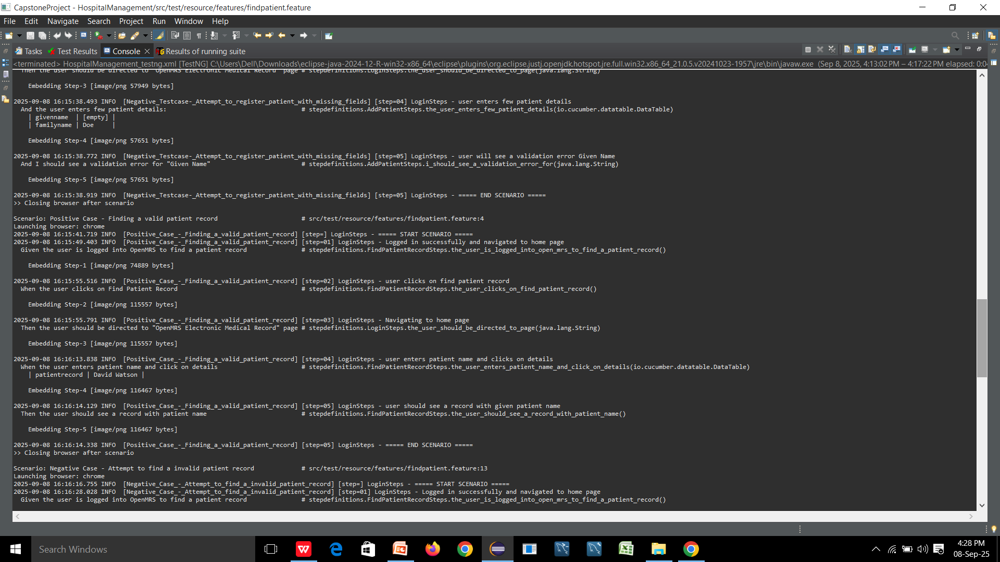 CapstoneProject - HospitalManagement/src/test/resource/features/findpatient.feature
File Edit Navigate Search Project Run Window Help
Tasks Test Results Console Results of running suite
<terminated> HospitalManagement_testng.xml [TestNG] C:\Users\Dell\Downloads\eclipse-java-2024-12-R-win32-x86_64\eclipse\plugins\org.eclipse.justj.openjdk.hotspot.jre.full.win32.x86_64_21.0.5.v20241023-1957\jre\bin\javaw.exe (Sep 8, 2025, 4:13:02 PM – 4:17:22 PM elapsed: 0:04
Then the user should be directed to "OpenMRS Electronic Medical Record" page # stepdefinitions.LoginSteps.the_user_should_be_directed_to_page(java.lang.String)
Embedding Step-3 [image/png 57949 bytes]
2025-09-08 16:15:38.493 INFO [Negative_Testcase-_Attempt_to_register_patient_with_missing_fields] [step=04] LoginSteps - user enters few patient details
And the user enters few patient details: # stepdefinitions.AddPatientSteps.the_user_enters_few_patient_details(io.cucumber.datatable.DataTable)
| givenname | [empty] |
| familyname | Doe |
Embedding Step-4 [image/png 57651 bytes]
2025-09-08 16:15:38.772 INFO [Negative_Testcase-_Attempt_to_register_patient_with_missing_fields] [step=05] LoginSteps - user will see a validation error Given Name
And I should see a validation error for "Given Name" # stepdefinitions.AddPatientSteps.i_should_see_a_validation_error_for(java.lang.String)
Embedding Step-5 [image/png 57651 bytes]
2025-09-08 16:15:38.919 INFO [Negative_Testcase-_Attempt_to_register_patient_with_missing_fields] [step=05] LoginSteps - ===== END SCENARIO =====
>> Closing browser after scenario
Scenario: Positive Case - Finding a valid patient record # src/test/resource/features/findpatient.feature:4
Launching browser: chrome
2025-09-08 16:15:41.719 INFO [Positive_Case_-_Finding_a_valid_patient_record] [step=] LoginSteps - ===== START SCENARIO =====
2025-09-08 16:15:49.403 INFO [Positive_Case_-_Finding_a_valid_patient_record] [step=01] LoginSteps - Logged in successfully and navigated to home page
Given the user is logged into OpenMRS to find a patient record # stepdefinitions.FindPatientRecordSteps.the_user_is_logged_into_open_mrs_to_find_a_patient_record()
Embedding Step-1 [image/png 74889 bytes]
2025-09-08 16:15:55.516 INFO [Positive_Case_-_Finding_a_valid_patient_record] [step=02] LoginSteps - user clicks on find patient record
When the user clicks on Find Patient Record # stepdefinitions.FindPatientRecordSteps.the_user_clicks_on_find_patient_record()
Embedding Step-2 [image/png 115557 bytes]
2025-09-08 16:15:55.791 INFO [Positive_Case_-_Finding_a_valid_patient_record] [step=03] LoginSteps - Navigating to home page
Then the user should be directed to "OpenMRS Electronic Medical Record" page # stepdefinitions.LoginSteps.the_user_should_be_directed_to_page(java.lang.String)
Embedding Step-3 [image/png 115557 bytes]
2025-09-08 16:16:13.838 INFO [Positive_Case_-_Finding_a_valid_patient_record] [step=04] LoginSteps - user enters patient name and clicks on details
When the user enters patient name and click on details # stepdefinitions.FindPatientRecordSteps.the_user_enters_patient_name_and_click_on_details(io.cucumber.datatable.DataTable)
| patientrecord | David Watson |
Embedding Step-4 [image/png 116467 bytes]
2025-09-08 16:16:14.129 INFO [Positive_Case_-_Finding_a_valid_patient_record] [step=05] LoginSteps - user should see a record with given patient name
Then the user should see a record with patient name # stepdefinitions.FindPatientRecordSteps.the_user_should_see_a_record_with_patient_name()
Embedding Step-5 [image/png 116467 bytes]
2025-09-08 16:16:14.338 INFO [Positive_Case_-_Finding_a_valid_patient_record] [step=05] LoginSteps - ===== END SCENARIO =====
>> Closing browser after scenario
Scenario: Negative Case - Attempt to find a invalid patient record # src/test/resource/features/findpatient.feature:13
Launching browser: chrome
2025-09-08 16:16:16.755 INFO [Negative_Case_-_Attempt_to_find_a_invalid_patient_record] [step=] LoginSteps - ===== START SCENARIO =====
2025-09-08 16:16:28.028 INFO [Negative_Case_-_Attempt_to_find_a_invalid_patient_record] [step=01] LoginSteps - Logged in successfully and navigated to home page
Given the user is logged into OpenMRS to find a patient record # stepdefinitions.FindPatientRecordSteps.the_user_is_logged_into_open_mrs_to_find_a_patient_record()
Search Windows
4:28 PM
08-Sep-25